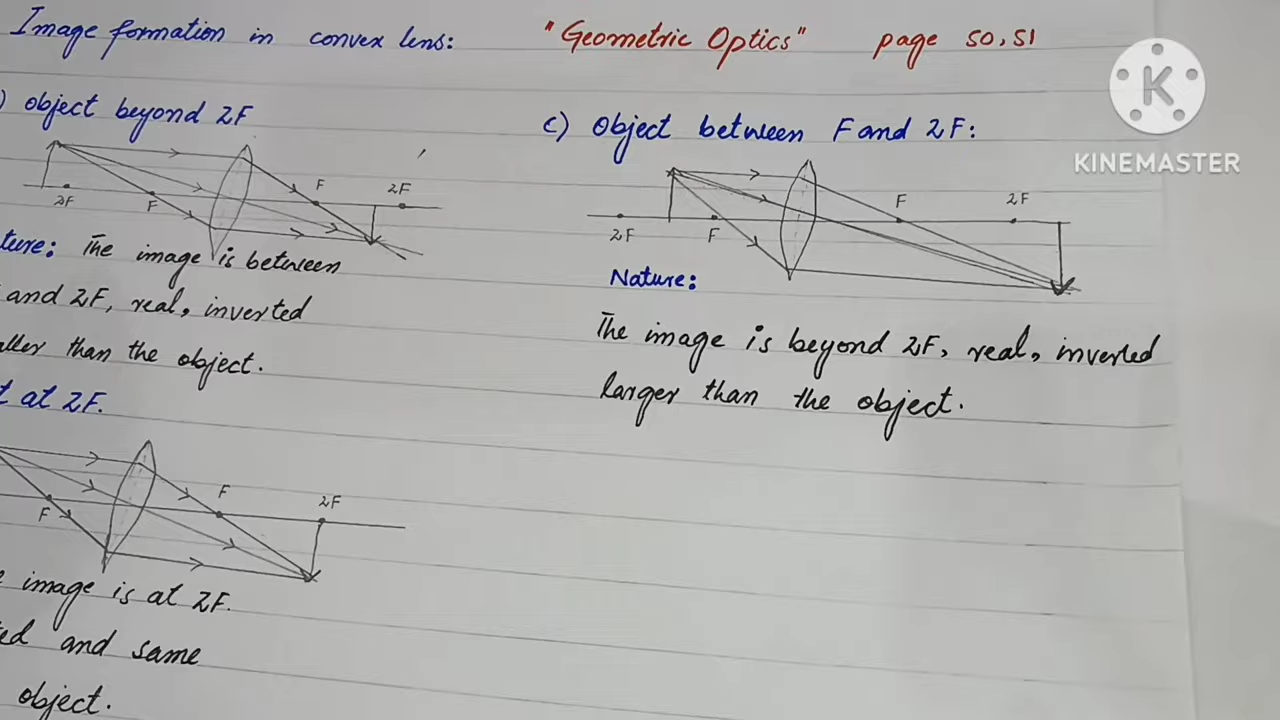 Image formation in convex lens: "Geometric Optics" page 50, 51
K
KINEMASTER
) object beyond 2F
2F F F 2F
ture: The image is between
and 2F, real, inverted
aller than the object.
t at 2F.
F F 2F
image is at 2F.
ed and same
object.
c) Object between F and 2F:
2F F F 2F
Nature:
The image is beyond 2F, real, inverted
larger than the object.